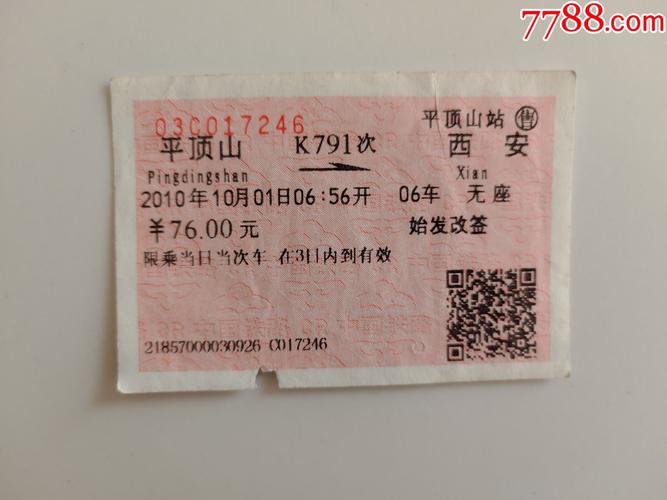 7788.com
03C017246
平顶山站 售
平顶山 K791次 西安
Pingdingshan Xian
2010年10月01日06:56开 06车 无座
￥76.00元 始发改签
限乘当日当次车 在3日内到有效
21857000030926 C017246